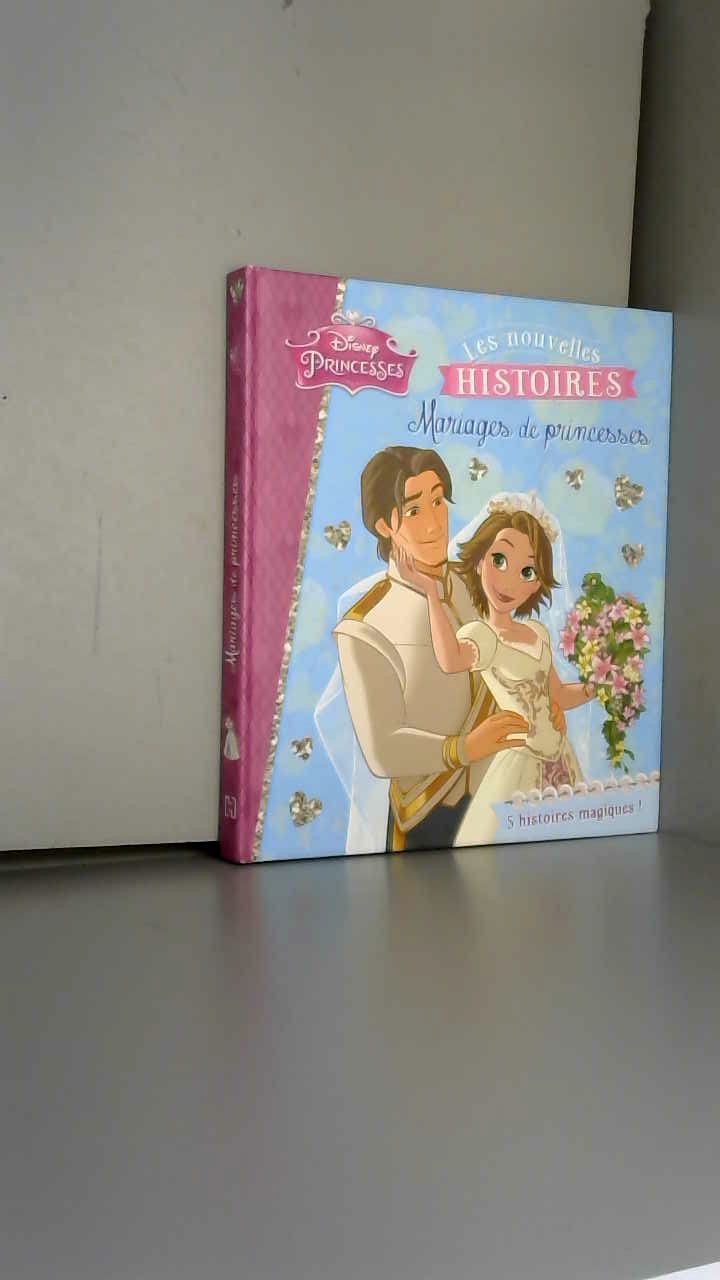 Disney
PRINCESSES
Les nouvelles
HISTOIRES
Mariages de princesses
5 histoires magiques !
Mariages de princesses
H